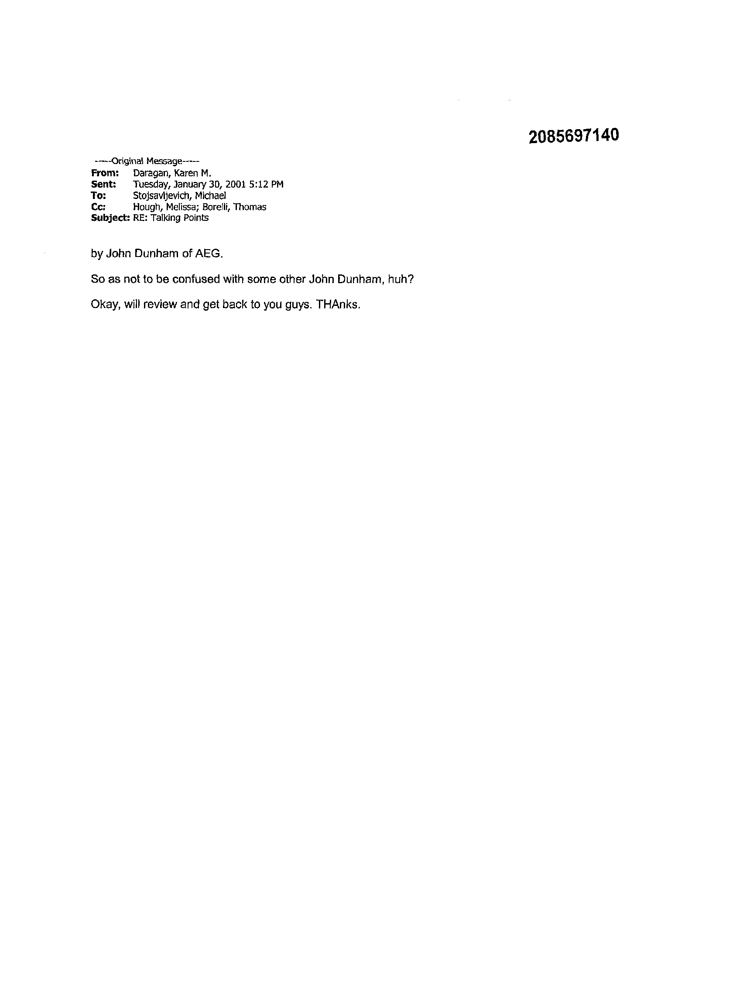 2085697140
-----Original Message-----
From: Daragan, Karen M.
Sent: Tuesday, January 30, 2001 5:12 PM
To: Stojsavljevich, Michael
Cc: Hough, Melissa; Borelli, Thomas
Subject: RE: Talking Points
by John Dunham of AEG.
So as not to be confused with some other John Dunham, huh?
Okay, will review and get back to you guys. THAnks.